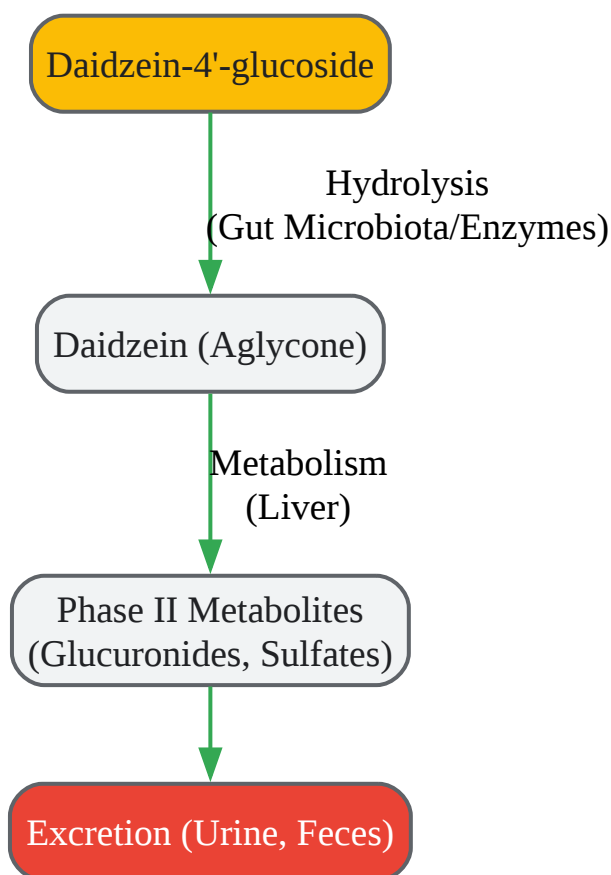 Daidzein-4'-glucoside
Hydrolysis
(Gut Microbiota/Enzymes)
Daidzein (Aglycone)
Metabolism
(Liver)
Phase II Metabolites
(Glucuronides, Sulfates)
Excretion (Urine, Feces)